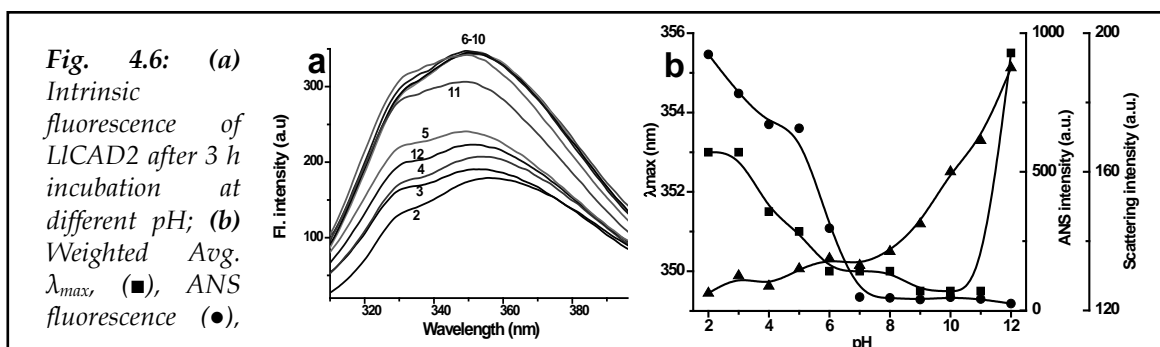 Fig. 4.6: (a)
Intrinsic
fluorescence of
LlCAD2 after 3 h
incubation at
different pH; (b)
Weighted Avg.
λmax, (■), ANS
fluorescence (●),
a
6-10
11
5
12
4
3
2
300
200
100
Fl. intensity (a.u)
320 340 360 380
Wavelength (nm)
b
356
354
352
350
λmax (nm)
2 4 6 8 10 12
pH
1000
500
0
ANS intensity (a.u.)
200
160
120
Scattering intensity (a.u.)